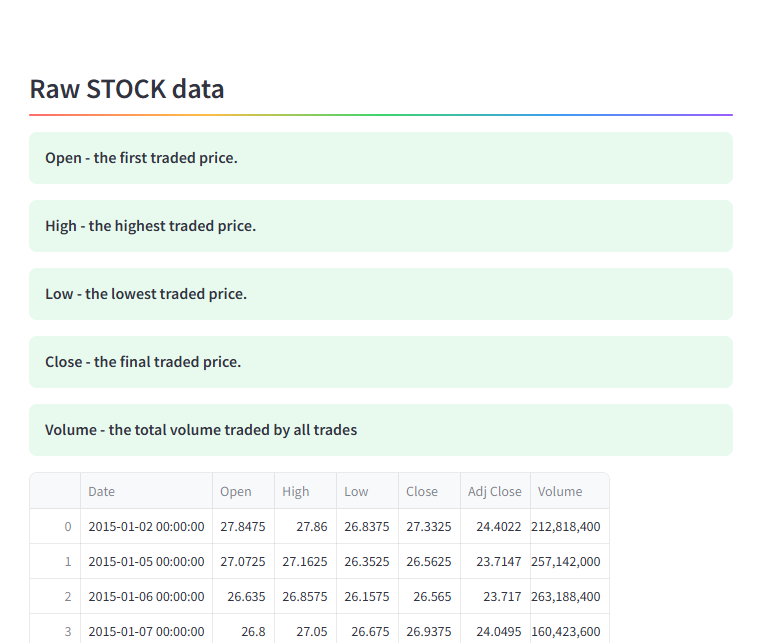 Raw STOCK data
Open - the first traded price.
High - the highest traded price.
Low - the lowest traded price.
Close - the final traded price.
Volume - the total volume traded by all trades
Date Open High Low Close Adj Close Volume
0 2015-01-02 00:00:00 27.8475 27.86 26.8375 27.3325 24.4022 212,818,400
1 2015-01-05 00:00:00 27.0725 27.1625 26.3525 26.5625 23.7147 257,142,000
2 2015-01-06 00:00:00 26.635 26.8575 26.1575 26.565 23.717 263,188,400
3 2015-01-07 00:00:00 26.8 27.05 26.675 26.9375 24.0495 160,423,600